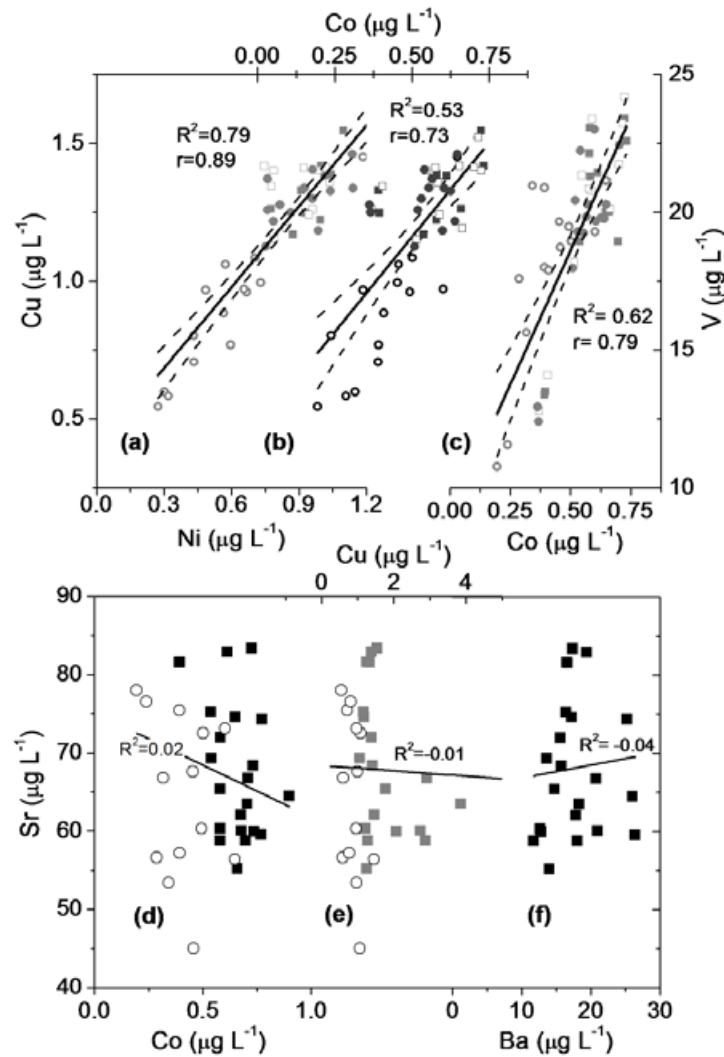 Co (µg L⁻¹)
0.00 0.25 0.50 0.75
R²=0.79
r=0.89
R²=0.53
r=0.73
R²=0.62
r= 0.79
1.5
1.0
0.5
Cu (µg L⁻¹)
25
20
15
10
V (µg L⁻¹)
(a)
(b)
(c)
0.0 0.3 0.6 0.9 1.2
0.00 0.25 0.50 0.75
Ni (µg L⁻¹)
Co (µg L⁻¹)
Cu (µg L⁻¹)
0 2 4
90
80
70
60
50
40
Sr (µg L⁻¹)
R²=0.02
R²=-0.01
R²= -0.04
(d)
(e)
(f)
0.0 0.5 1.0
0 10 20 30
Co (µg L⁻¹)
Ba (µg L⁻¹)